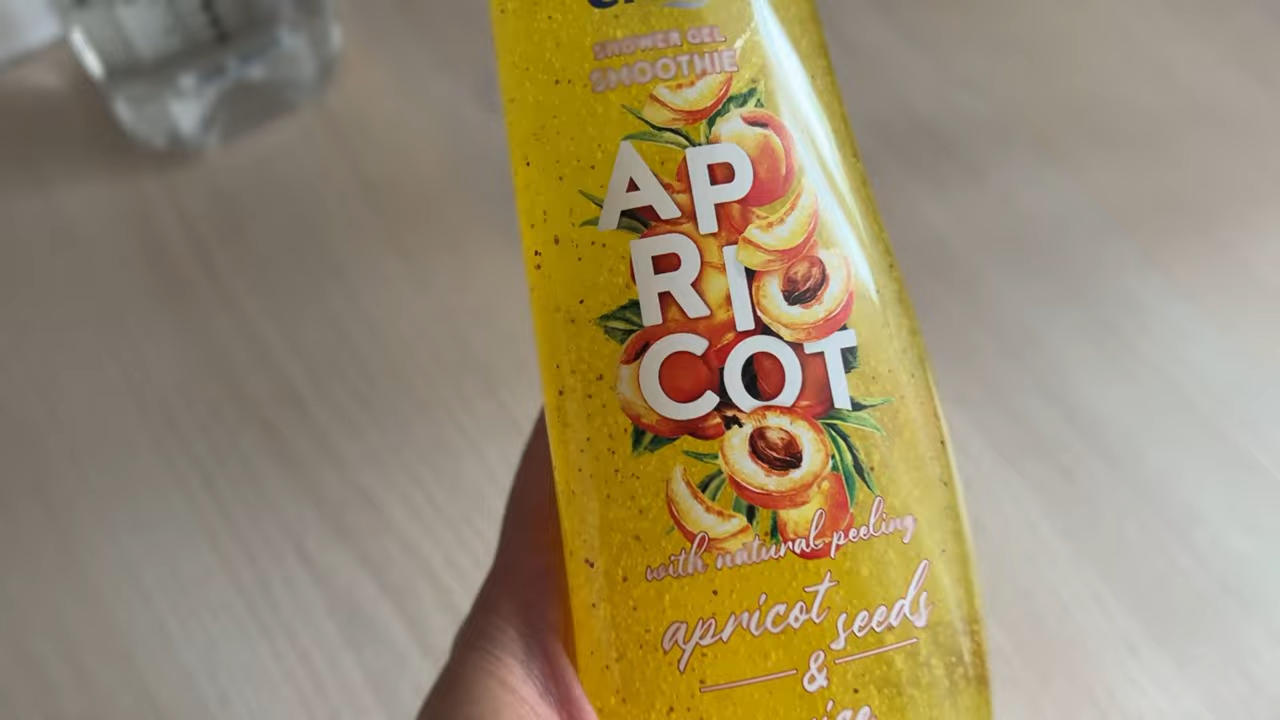 SHOWER GEL
SMOOTHIE
AP
RI
COT
with natural peeling
apricot seeds
&